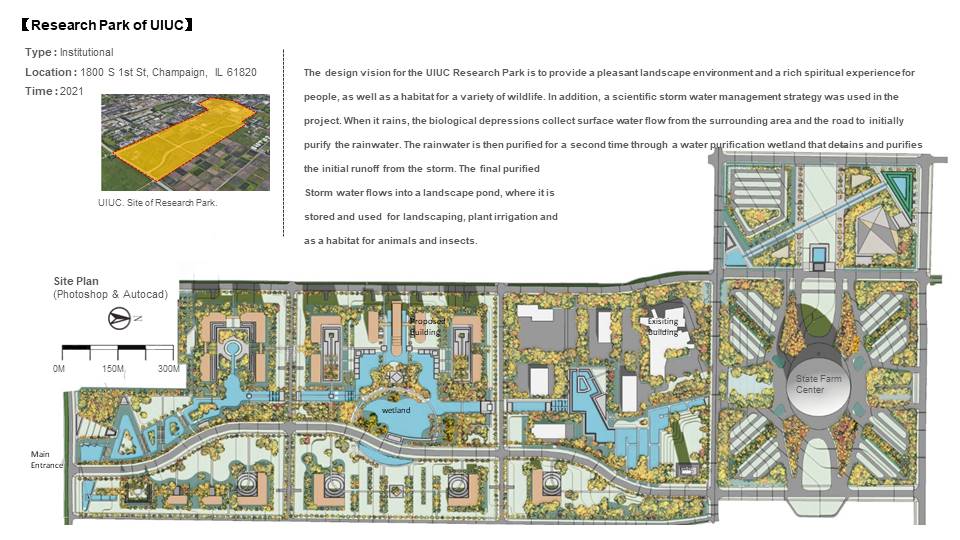 【Research Park of UIUC】
Type : Institutional
Location : 1800 S 1st St, Champaign, IL 61820
Time : 2021
UIUC. Site of Research Park.
The design vision for the UIUC Research Park is to provide a pleasant landscape environment and a rich spiritual experience for
people, as well as a habitat for a variety of wildlife. In addition, a scientific storm water management strategy was used in the
project. When it rains, the biological depressions collect surface water flow from the surrounding area and the road to initially
purify the rainwater. The rainwater is then purified for a second time through a water purification wetland that detains and purifies
the initial runoff from the storm. The final purified
Storm water flows into a landscape pond, where it is
stored and used for landscaping, plant irrigation and
as a habitat for animals and insects.
Site Plan
(Photoshop & Autocad)
N
0M 150M 300M
Proposed
Building
Exisiting
Building
State Farm
Center
wetland
Main
Entrance